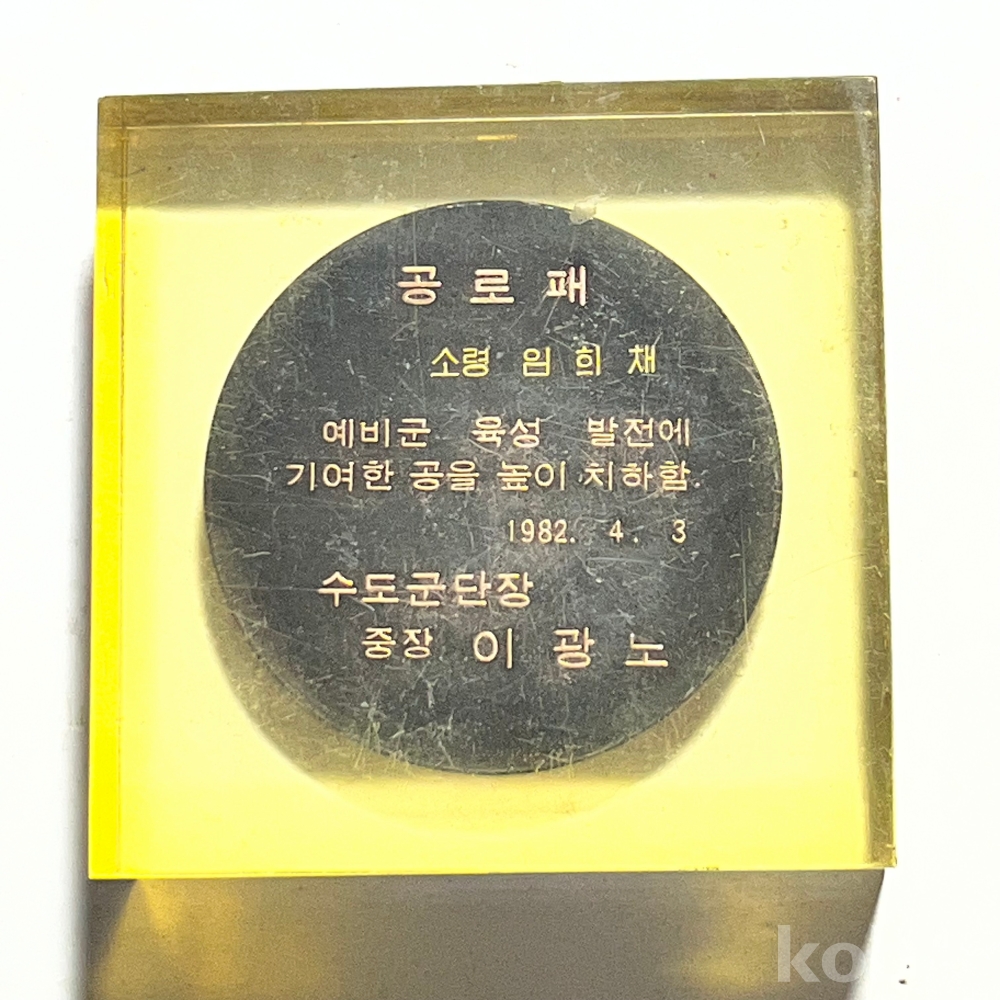 공 로 패
소령 임 희 채
예비군 육성 발전에
기여한 공을 높이 치하함.
1982. 4. 3
수도군단장
중장 이 광 노
ko